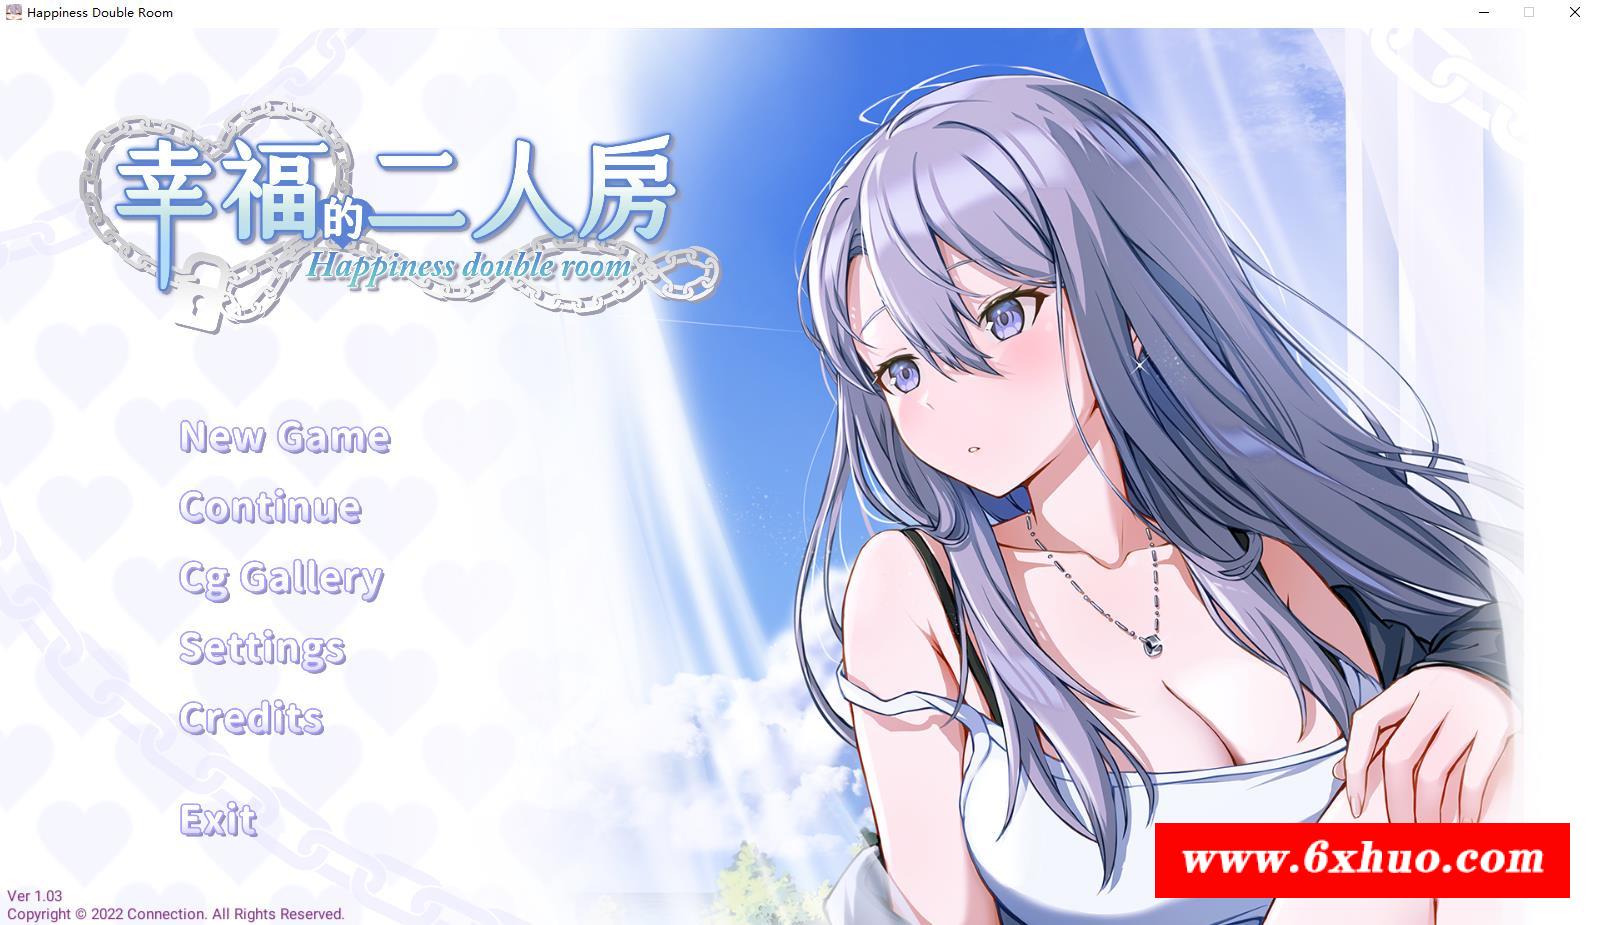 Happiness Double Room
幸福的二人房
Happiness double room
New Game
Continue
Cg Gallery
Settings
Credits
Exit
www.6xhuo.com
Ver 1.03
Copyright © 2022 Connection. All Rights Reserved.